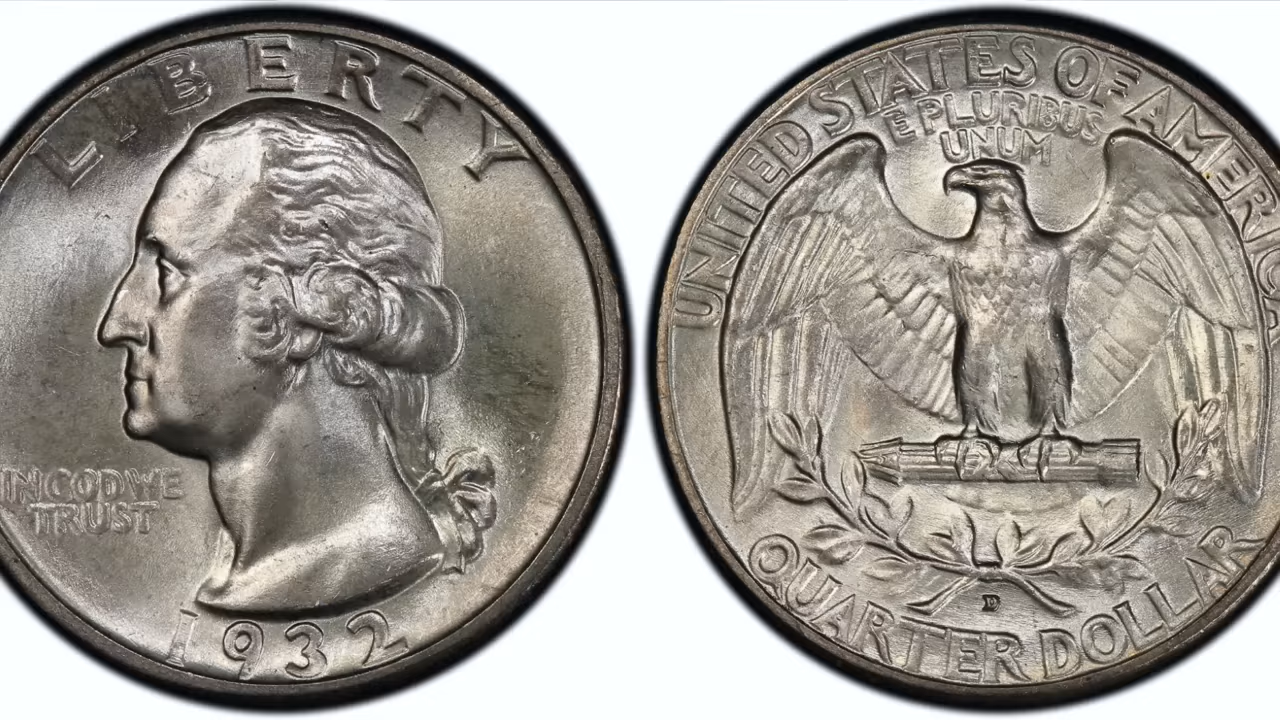 LIBERTY
IN GOD WE
TRUST
1932
UNITED STATES OF AMERICA
E PLURIBUS
UNUM
D
QUARTER DOLLAR